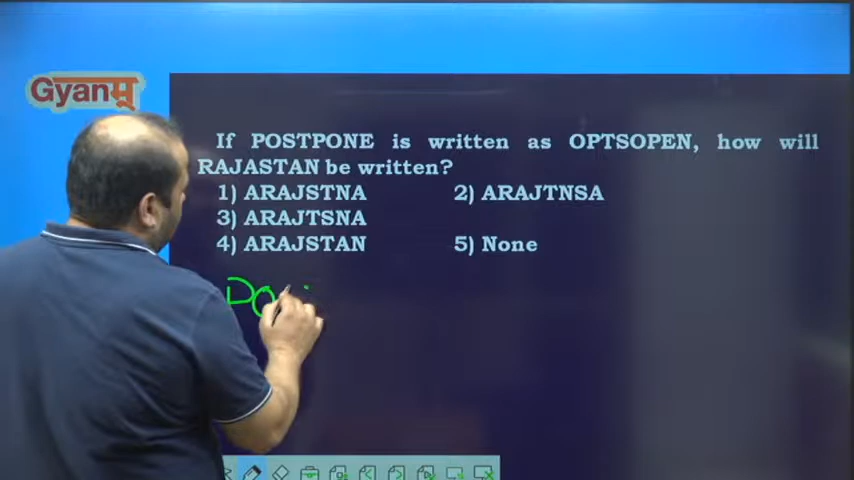 Gyanमू
If POSTPONE is written as OPTSOPEN, how will
RAJASTAN be written?
1) ARAJSTNA 2) ARAJTNSA
3) ARAJTSNA
4) ARAJSTAN 5) None
PO